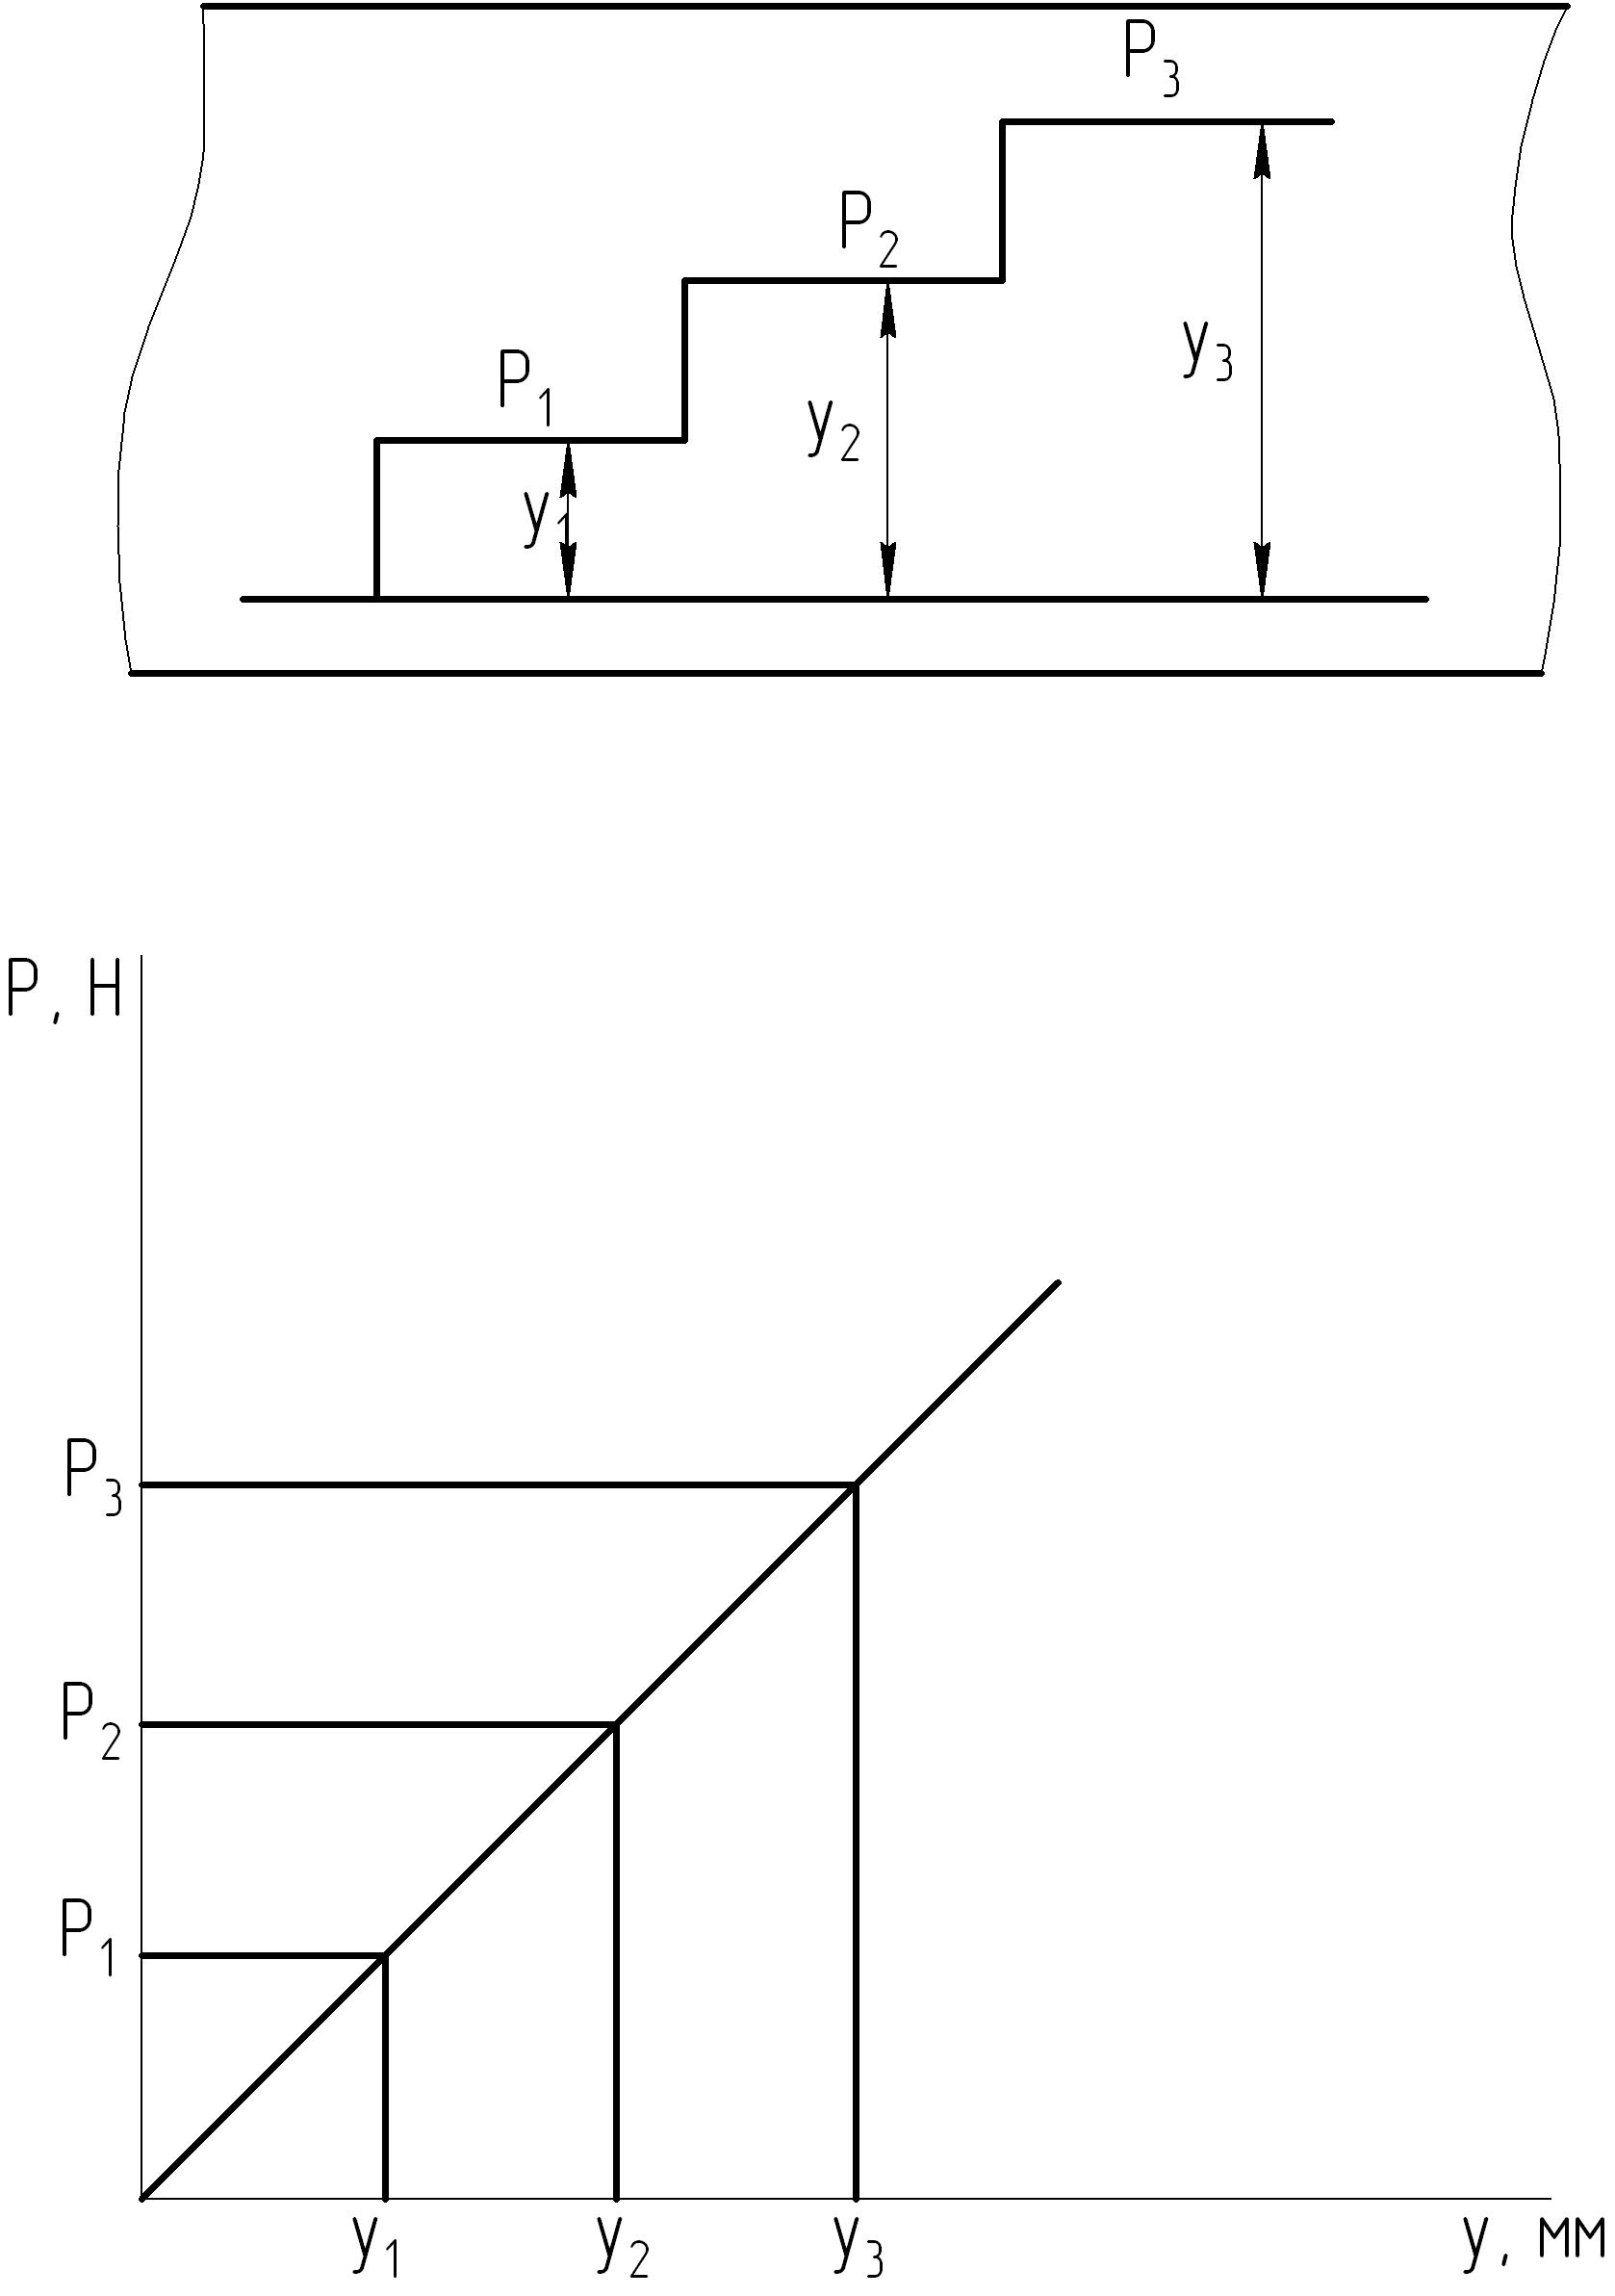 P₃
P₂
y₃
P₁
y₂
y₁
P, Н
P₃
P₂
P₁
y₁ y₂ y₃ y, мм